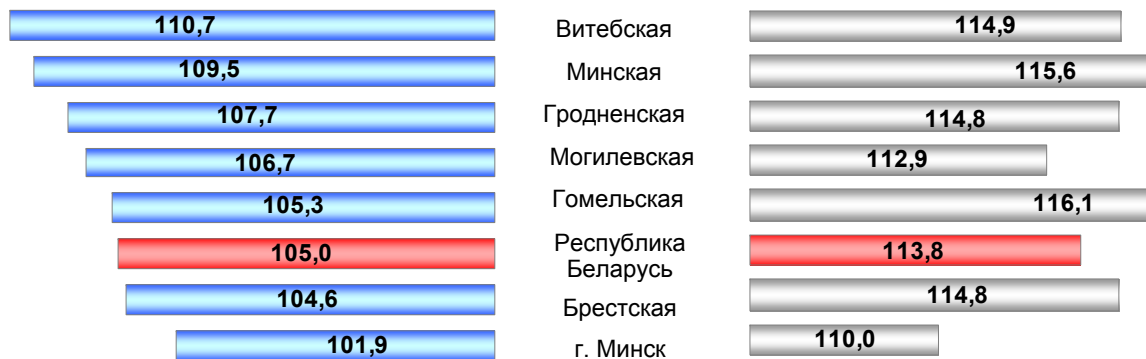 110,7 Витебская 114,9
109,5 Минская 115,6
107,7 Гродненская 114,8
106,7 Могилевская 112,9
105,3 Гомельская 116,1
105,0 Республика 113,8
Беларусь
104,6 Брестская 114,8
101,9 г. Минск 110,0